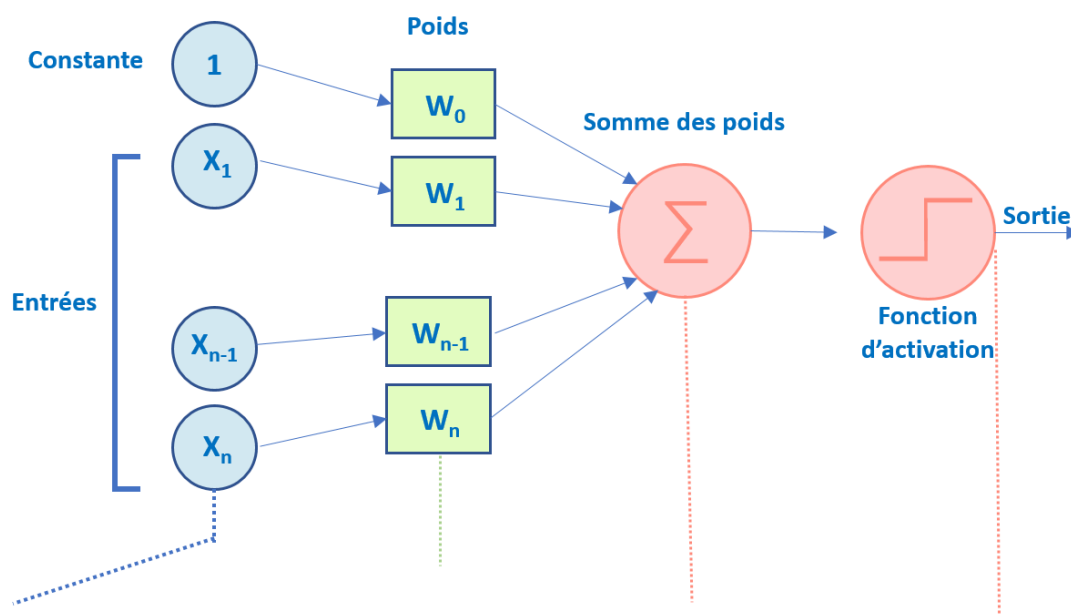 Poids
Constante
1
W0
Somme des poids
X1
W1
Σ
Sortie
Entrées
Xn-1
Wn-1
Fonction
d'activation
Xn
Wn